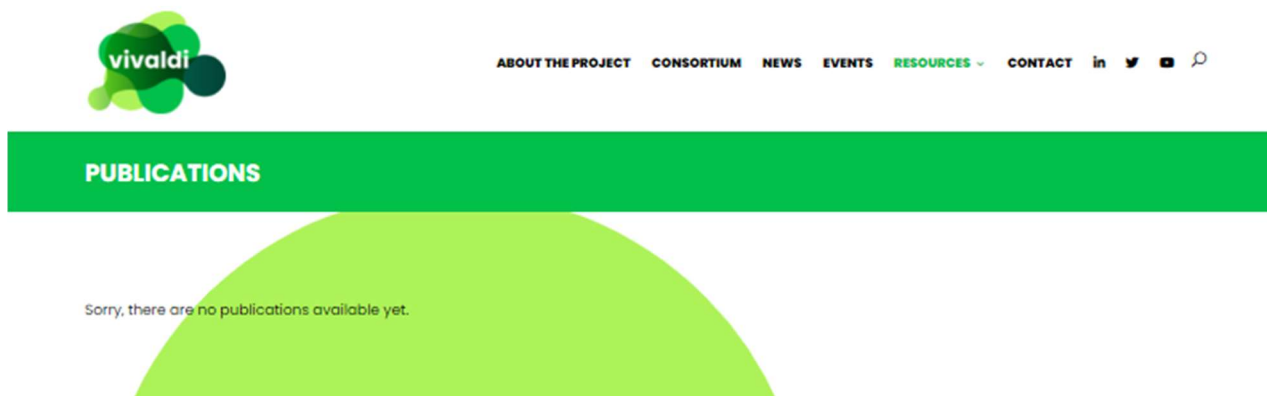 vivaldi
ABOUT THE PROJECT CONSORTIUM NEWS EVENTS RESOURCES CONTACT in
PUBLICATIONS
Sorry, there are no publications available yet.